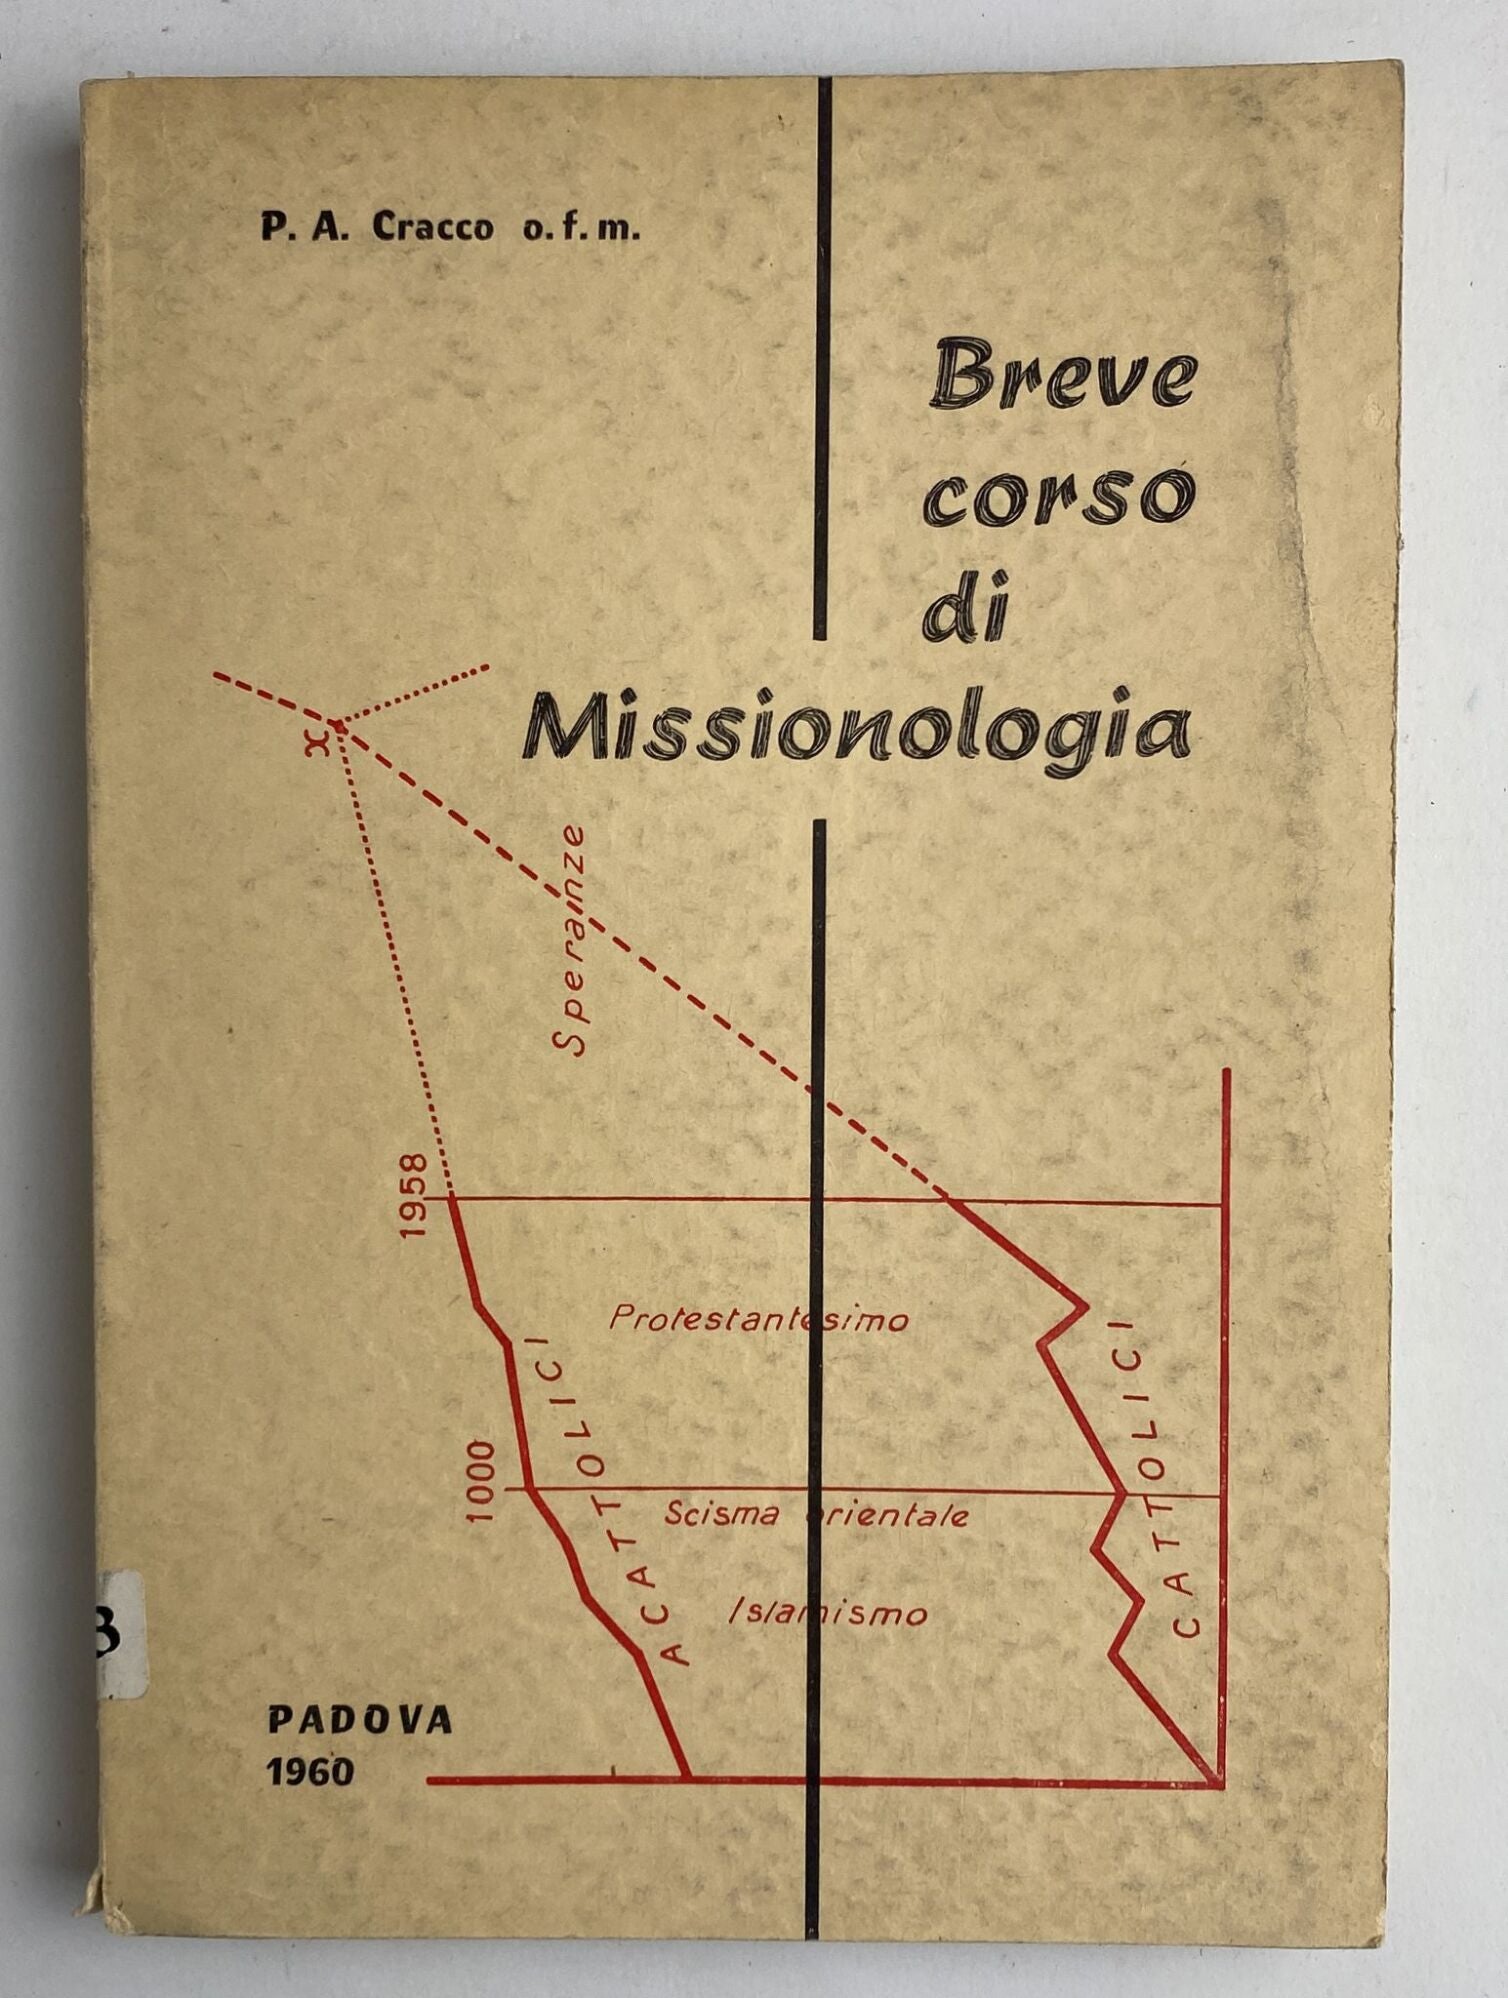 P. A. Cracco o.f.m.
Breve
corso
di
Missionologia
x
Speranze
1958
Protestantesimo
ACATTOLICI
CATTOLICI
1000
Scisma orientale
Islamismo
PADOVA
1960